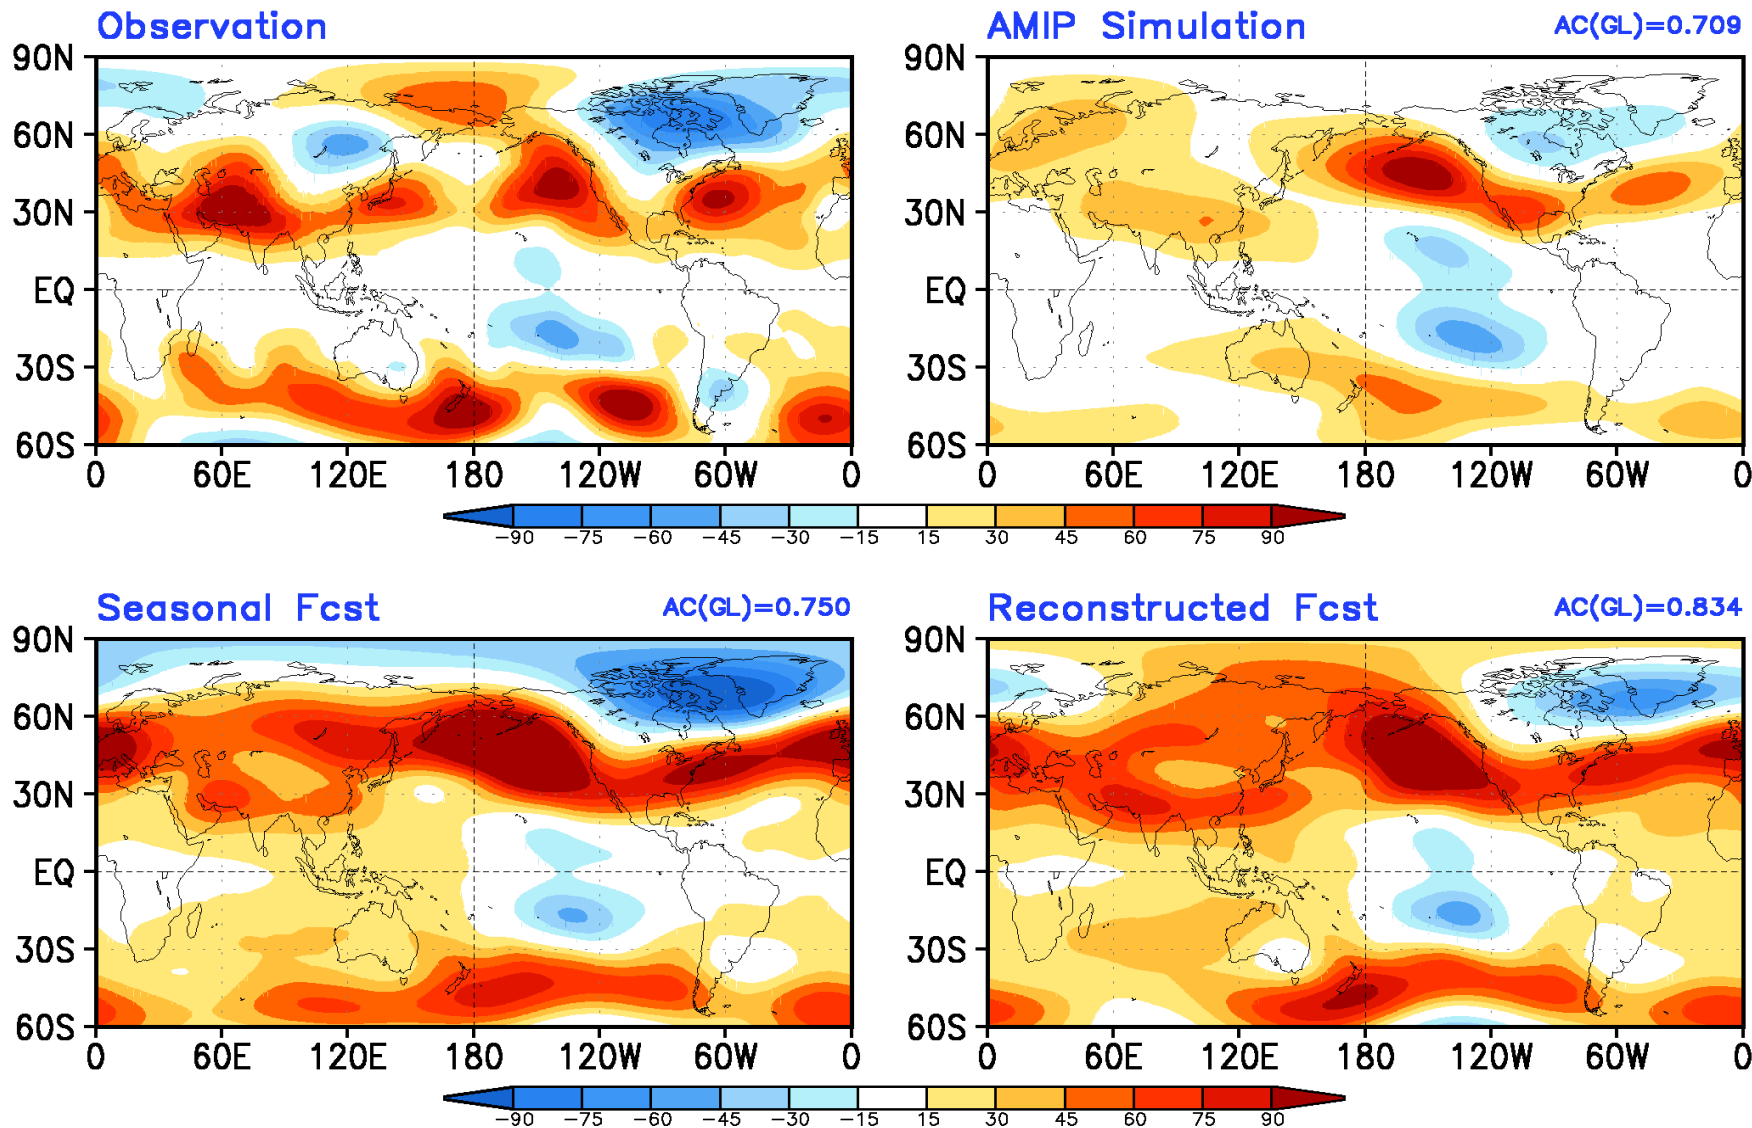 Observation
AMIP Simulation AC(GL)=0.709
90N 60N 30N EQ 30S 60S
0 60E 120E 180 120W 60W 0
90N 60N 30N EQ 30S 60S
0 60E 120E 180 120W 60W 0
−90 −75 −60 −45 −30 −15 15 30 45 60 75 90
Seasonal Fcst AC(GL)=0.750
Reconstructed Fcst AC(GL)=0.834
90N 60N 30N EQ 30S 60S
0 60E 120E 180 120W 60W 0
90N 60N 30N EQ 30S 60S
0 60E 120E 180 120W 60W 0
−90 −75 −60 −45 −30 −15 15 30 45 60 75 90